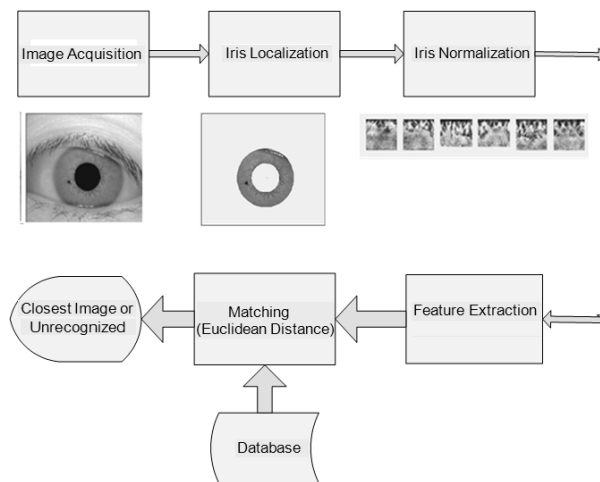 Image Acquisition
Iris Localization
Iris Normalization
Closest Image or
Unrecognized
Matching
(Euclidean Distance)
Feature Extraction
Database